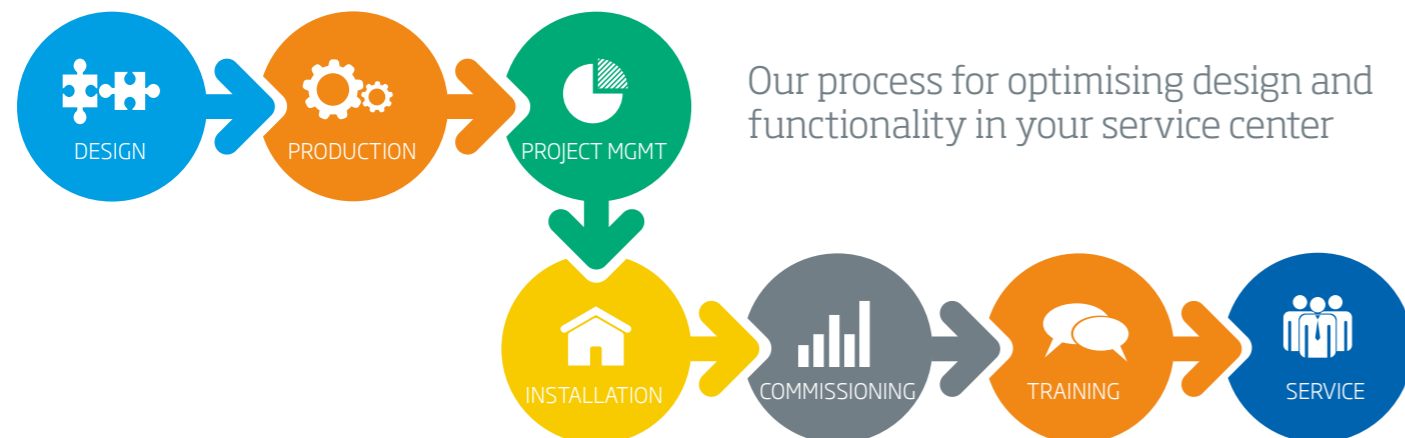 DESIGN
PRODUCTION
PROJECT MGMT
Our process for optimising design and
functionality in your service center
INSTALLATION
COMMISSIONING
TRAINING
SERVICE